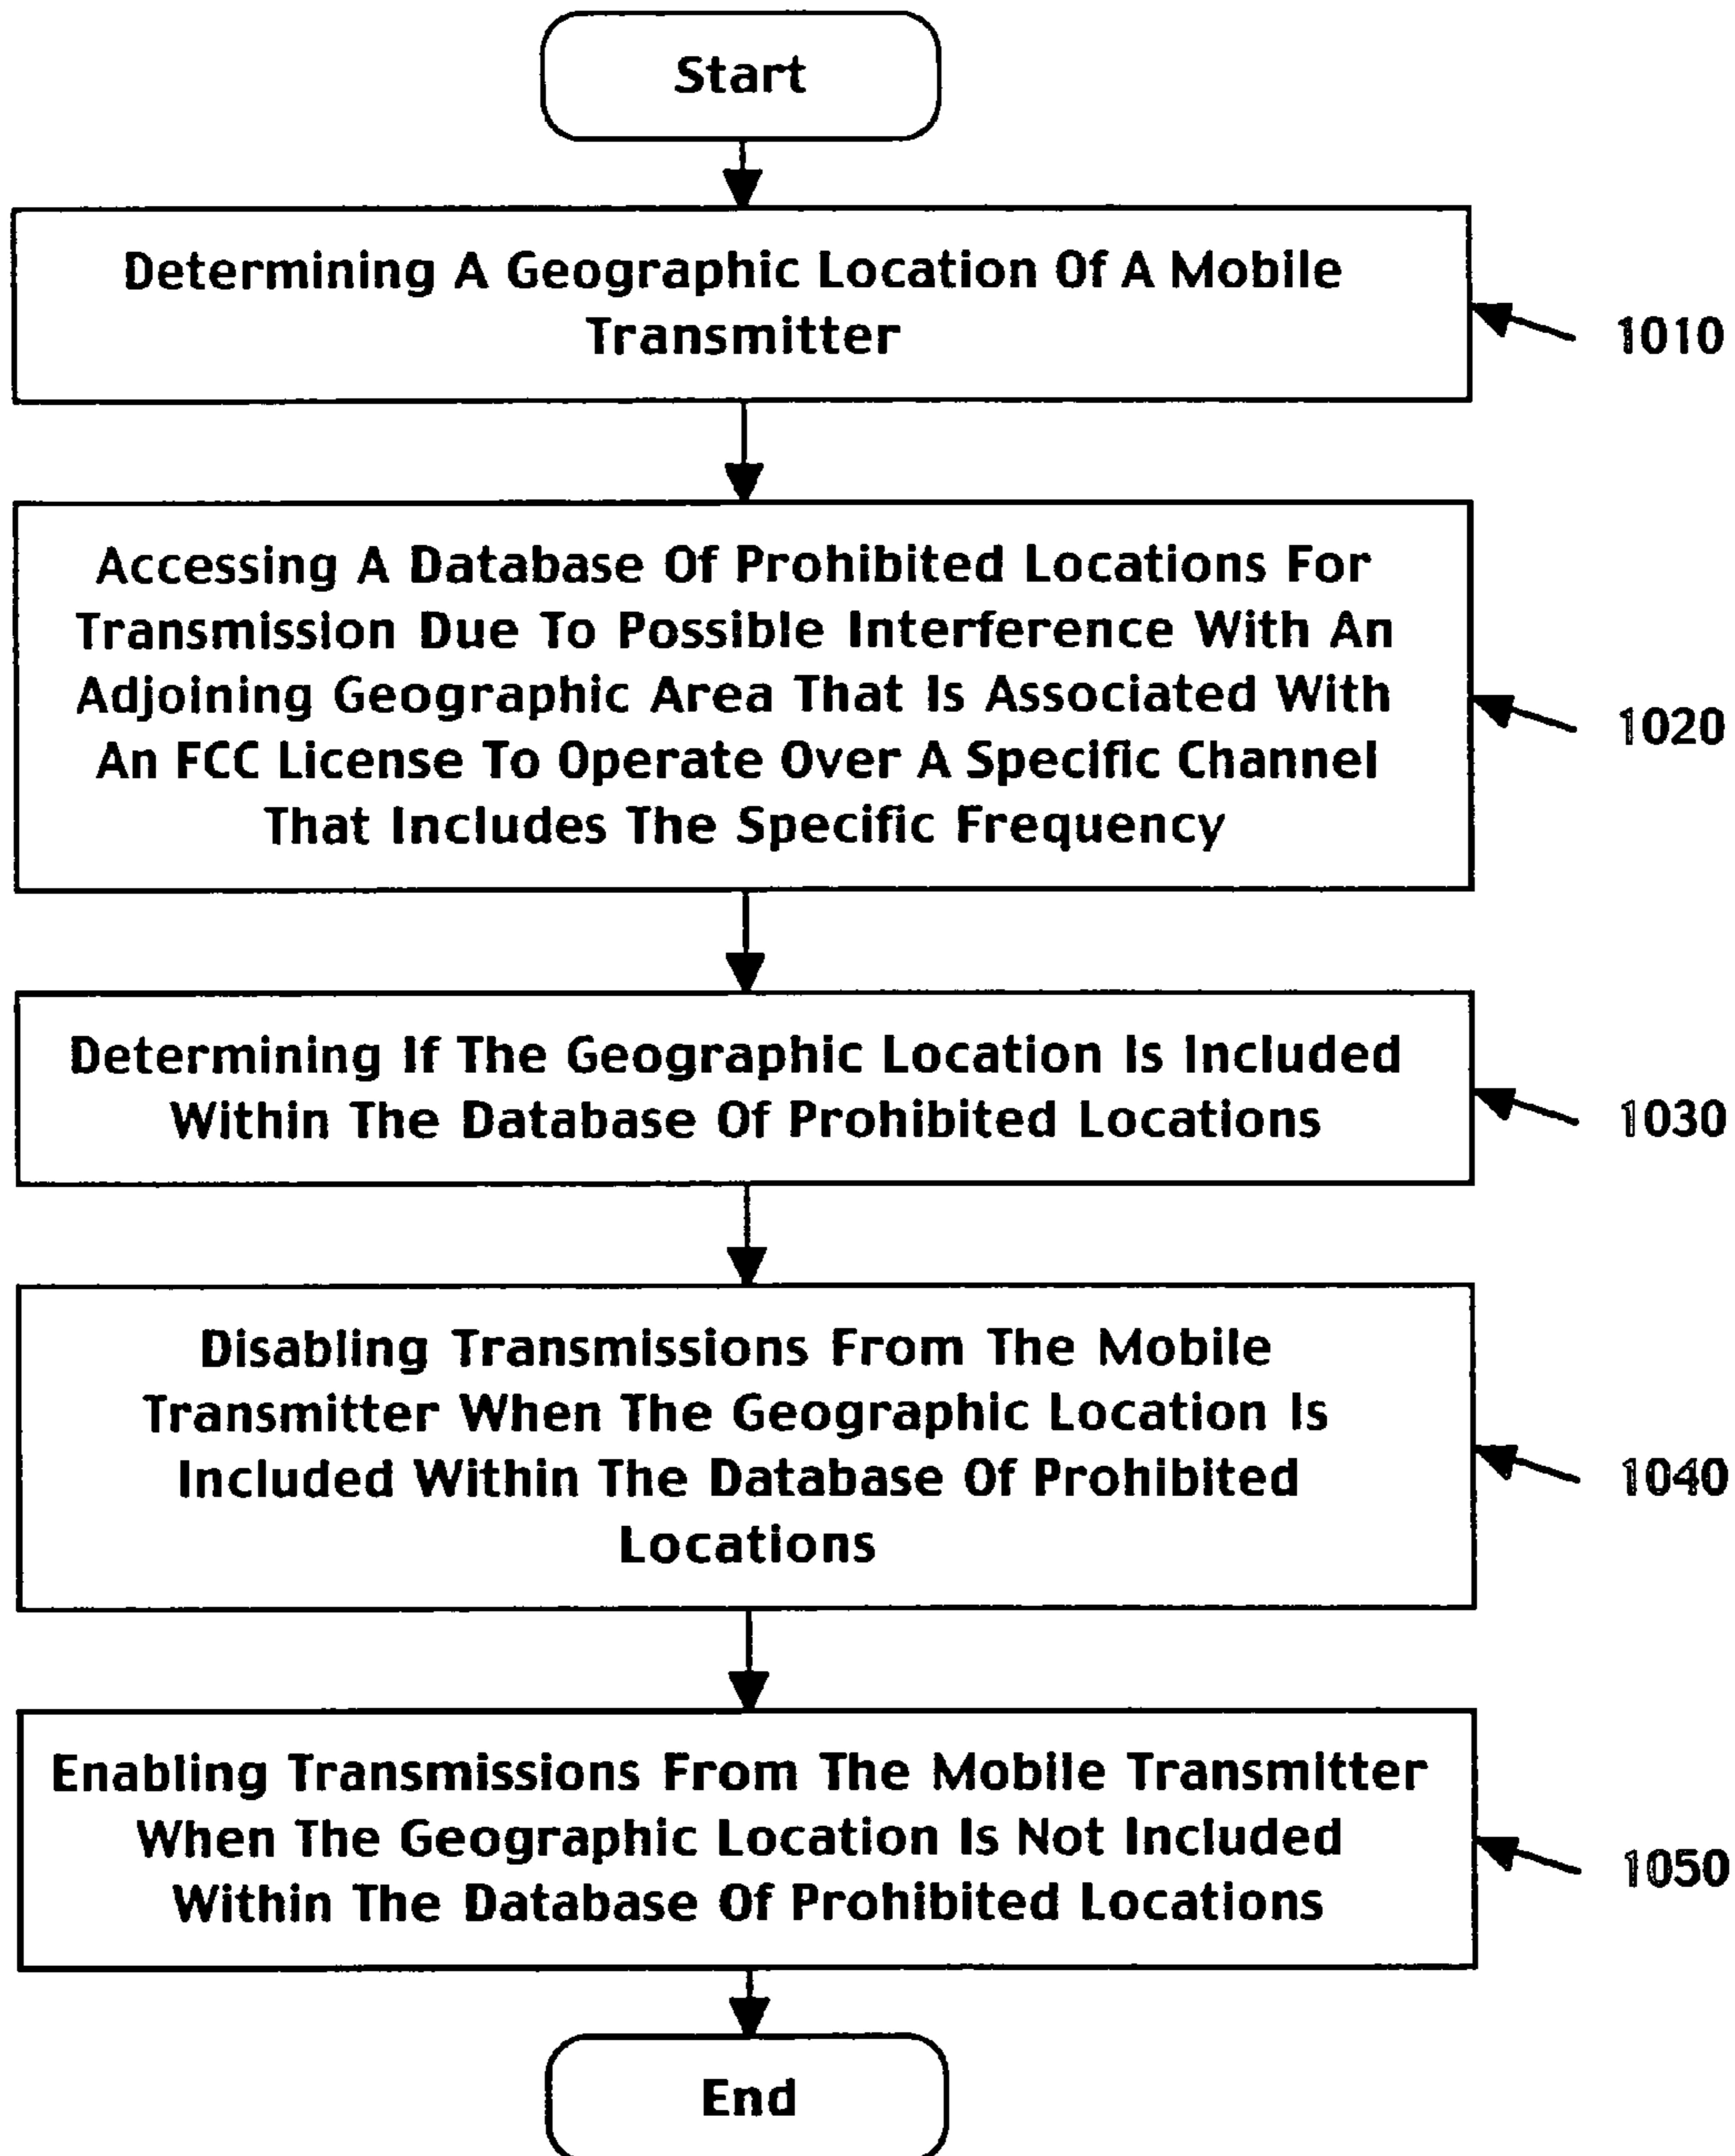 Start
Determining A Geographic Location Of A Mobile
Transmitter
1010
Accessing A Database Of Prohibited Locations For
Transmission Due To Possible Interference With An
Adjoining Geographic Area That Is Associated With
An FCC License To Operate Over A Specific Channel
That Includes The Specific Frequency
1020
Determining If The Geographic Location Is Included
Within The Database Of Prohibited Locations
1030
Disabling Transmissions From The Mobile
Transmitter When The Geographic Location Is
Included Within The Database Of Prohibited
Locations
1040
Enabling Transmissions From The Mobile Transmitter
When The Geographic Location Is Not Included
Within The Database Of Prohibited Locations
1050
End